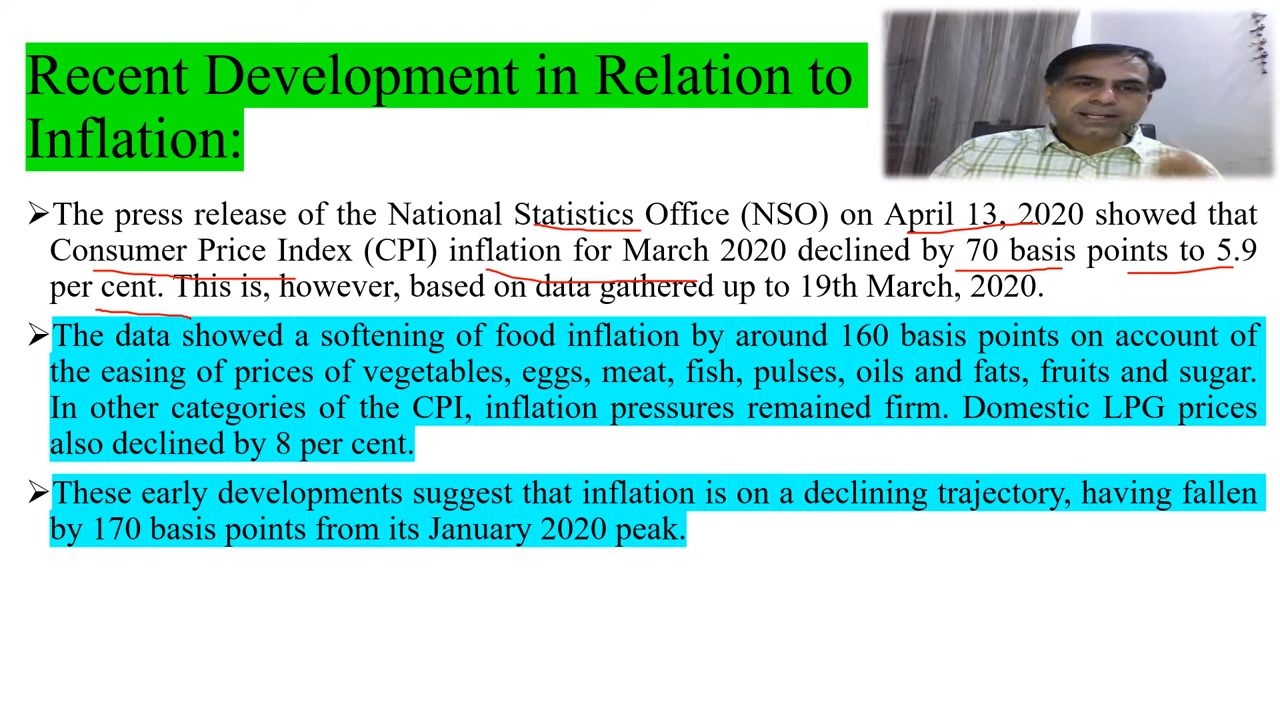 Recent Development in Relation to
Inflation:
➢The press release of the National Statistics Office (NSO) on April 13, 2020 showed that
Consumer Price Index (CPI) inflation for March 2020 declined by 70 basis points to 5.9
per cent. This is, however, based on data gathered up to 19th March, 2020.
➢The data showed a softening of food inflation by around 160 basis points on account of
the easing of prices of vegetables, eggs, meat, fish, pulses, oils and fats, fruits and sugar.
In other categories of the CPI, inflation pressures remained firm. Domestic LPG prices
also declined by 8 per cent.
➢These early developments suggest that inflation is on a declining trajectory, having fallen
by 170 basis points from its January 2020 peak.